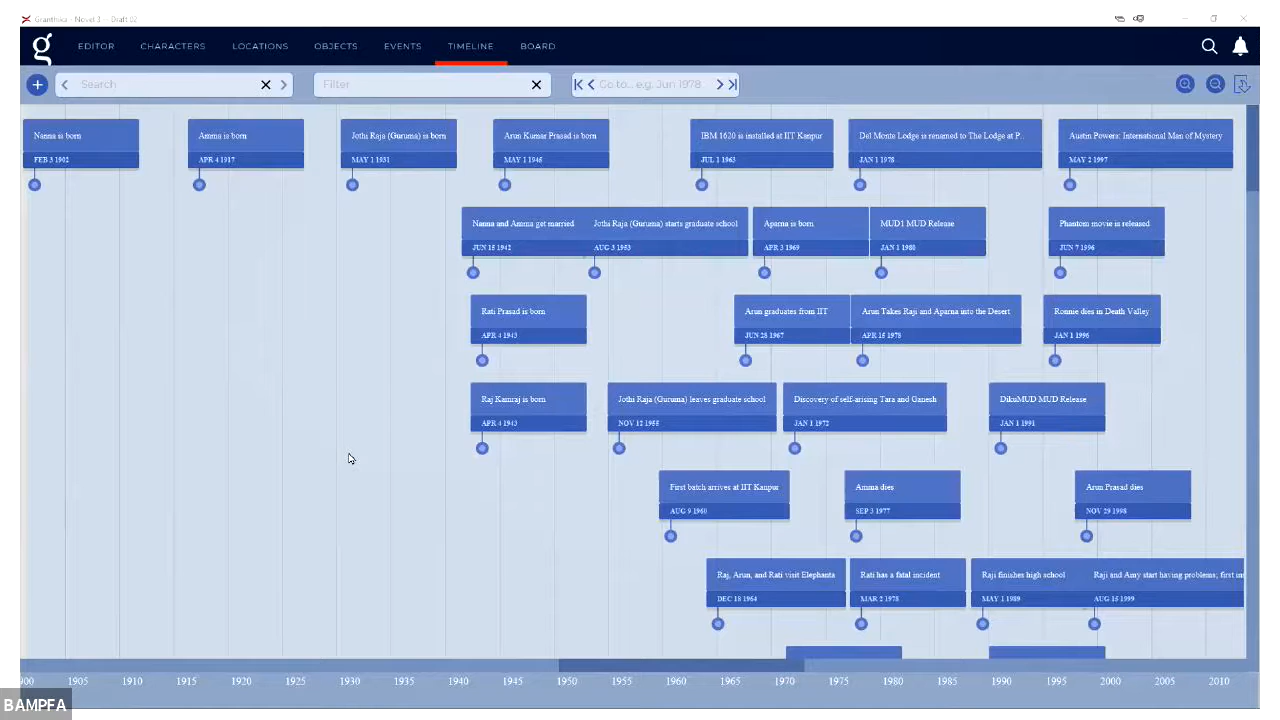 Granthika - Novel 3 - Draft 02
EDITOR CHARACTERS LOCATIONS OBJECTS EVENTS TIMELINE BOARD
Search Filter Go to... e.g. Jun 1978
Nanna is born
FEB 3 1902
Amma is born
APR 4 1917
Jothi Raja (Guruma) is born
MAY 1 1931
Arun Kumar Prasad is born
MAY 1 1945
IBM 1620 is installed at IIT Kanpur
JUL 1 1963
Del Monte Lodge is renamed to The Lodge at P...
JAN 1 1978
Austin Powers: International Man of Mystery
MAY 2 1997
Nanna and Amma get married
JUN 15 1942
Jothi Raja (Guruma) starts graduate school
AUG 3 1953
Aparna is born
APR 3 1969
MUD1 MUD Release
JAN 1 1980
Phantom movie is released
JUN 7 1996
Rati Prasad is born
APR 4 1943
Arun graduates from IIT
JUN 28 1967
Arun Takes Raji and Aparna into the Desert
APR 15 1978
Ronnie dies in Death Valley
JAN 1 1996
Raj Kamraj is born
APR 4 1943
Jothi Raja (Guruma) leaves graduate school
NOV 12 1955
Discovery of self-arising Tara and Ganesh
JAN 1 1972
DikuMUD MUD Release
JAN 1 1991
First batch arrives at IIT Kanpur
AUG 9 1960
Amma dies
SEP 3 1977
Arun Prasad dies
NOV 29 1998
Raj, Arun, and Rati visit Elephanta
DEC 18 1964
Rati has a fatal incident
MAR 2 1978
Raji finishes high school
MAY 1 1989
Raji and Amy start having problems; first ins
AUG 15 1999
900 1905 1910 1915 1920 1925 1930 1935 1940 1945 1950 1955 1960 1965 1970 1975 1980 1985 1990 1995 2000 2005 2010
BAMPFA